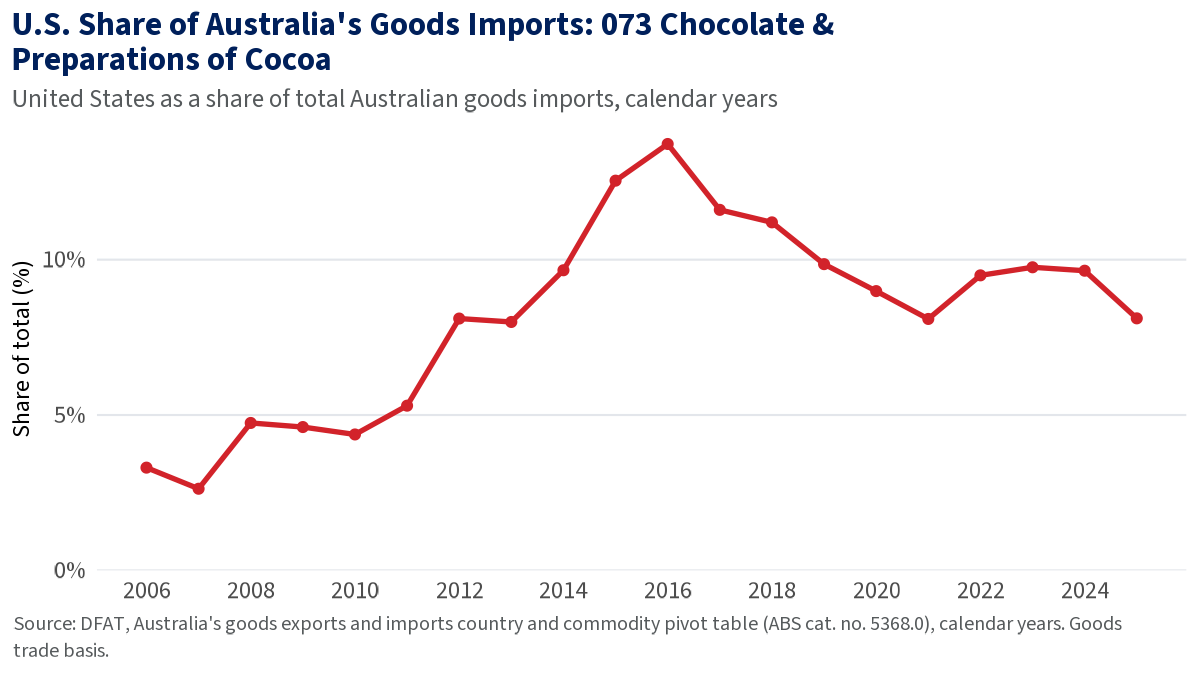 U.S. Share of Australia's Goods Imports: 073 Chocolate &
Preparations of Cocoa
United States as a share of total Australian goods imports, calendar years
Share of total (%)
10%
5%
0%
2006 2008 2010 2012 2014 2016 2018 2020 2022 2024
Source: DFAT, Australia's goods exports and imports country and commodity pivot table (ABS cat. no. 5368.0), calendar years. Goods
trade basis.